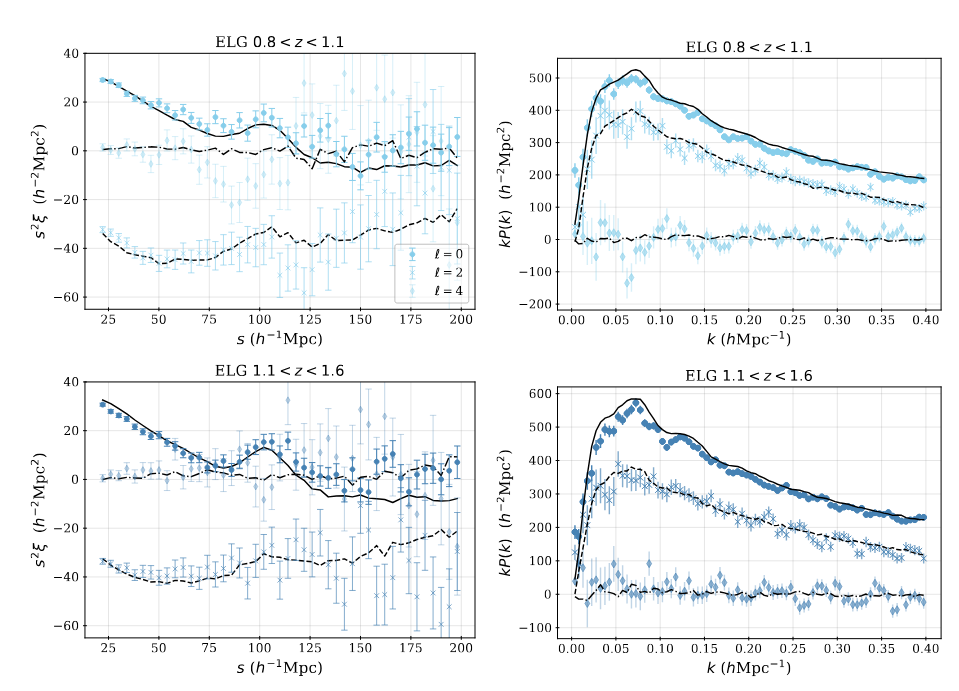 ELG 0.8 < z < 1.1
s²ξ (h⁻²Mpc²)
40
20
0
−20
−40
−60
ℓ = 0
ℓ = 2
ℓ = 4
25 50 75 100 125 150 175 200
s (h⁻¹Mpc)
ELG 0.8 < z < 1.1
kP(k) (h⁻²Mpc²)
500
400
300
200
100
0
−100
−200
0.00 0.05 0.10 0.15 0.20 0.25 0.30 0.35 0.40
k (hMpc⁻¹)
ELG 1.1 < z < 1.6
s²ξ (h⁻²Mpc²)
40
20
0
−20
−40
−60
25 50 75 100 125 150 175 200
s (h⁻¹Mpc)
ELG 1.1 < z < 1.6
kP(k) (h⁻²Mpc²)
600
500
400
300
200
100
0
−100
0.00 0.05 0.10 0.15 0.20 0.25 0.30 0.35 0.40
k (hMpc⁻¹)